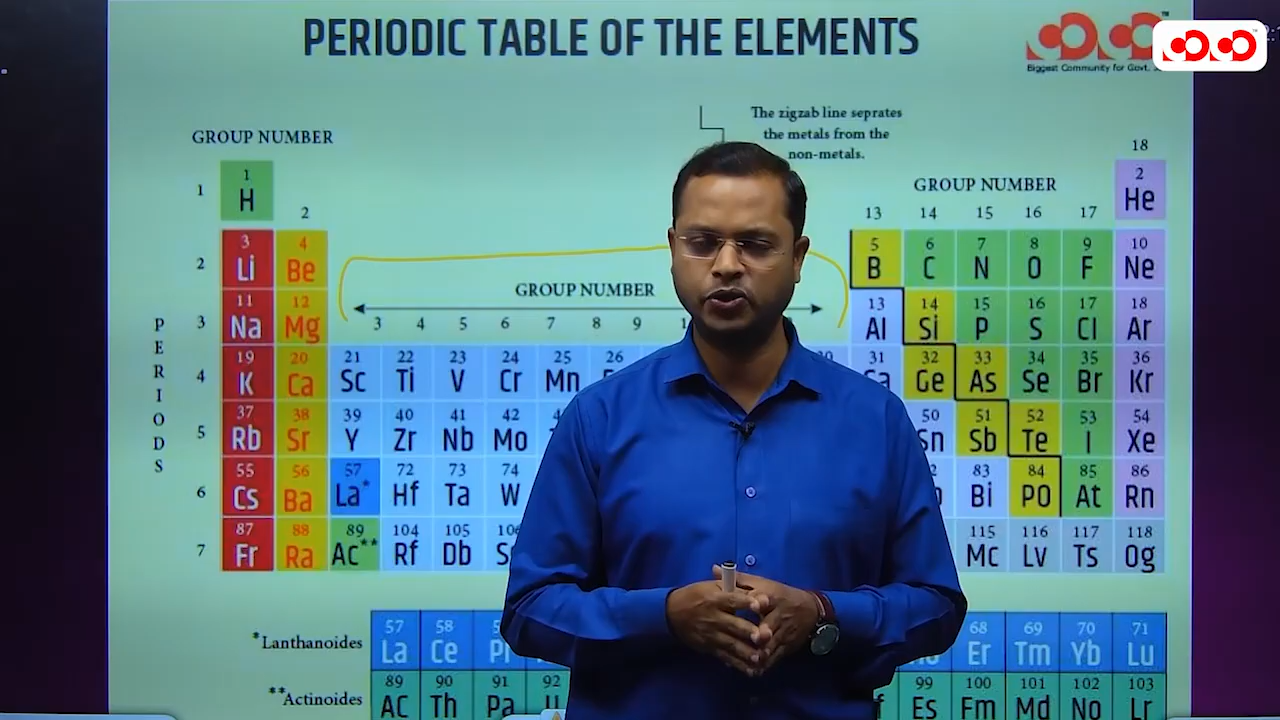 PERIODIC TABLE OF THE ELEMENTS
Biggest Community for Govt.
The zigzab line seprates
the metals from the
non-metals.
GROUP NUMBER
18
1 2
1 H He
GROUP NUMBER
2 13 14 15 16 17
3 4 5 6 7 8 9 10
2 Li Be B C N O F Ne
GROUP NUMBER
11 12 13 14 15 16 17 18
3 Na Mg Al Si P S Cl Ar
3 4 5 6 7 8 9
PERIODS
19 20 21 22 23 24 25 26 31 32 33 34 35 36
4 K Ca Sc Ti V Cr Mn Ge As Se Br Kr
37 38 39 40 41 42 50 51 52 53 54
5 Rb Sr Y Zr Nb Mo Sn Sb Te I Xe
55 56 57 72 73 74 83 84 85 86
6 Cs Ba La* Hf Ta W Bi PO At Rn
87 88 89 104 105 106 115 116 117 118
7 Fr Ra Ac** Rf Db Mc Lv Ts Og
57 58 68 69 70 71
*Lanthanoides La Ce Er Tm Yb Lu
89 90 91 92 99 100 101 102 103
**Actinoides AC Th Pa U Es Fm Md No Lr